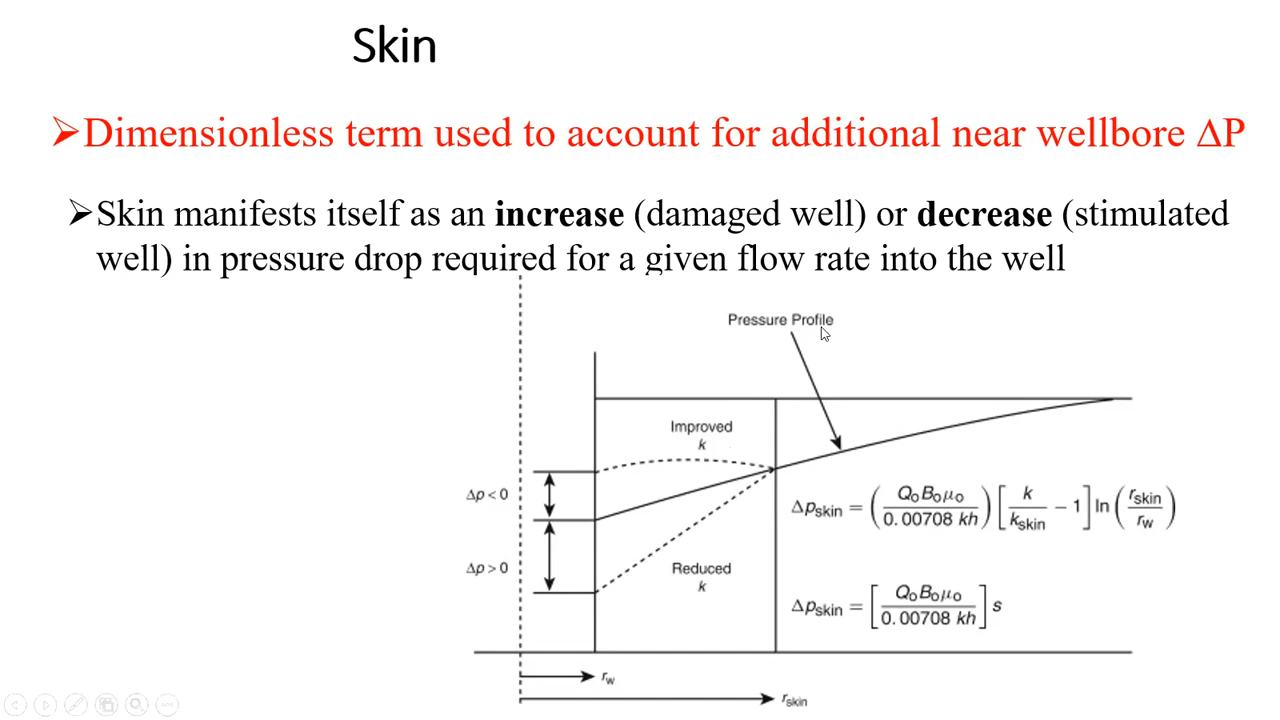 Skin
➢Dimensionless term used to account for additional near wellbore ΔP
➢Skin manifests itself as an increase (damaged well) or decrease (stimulated
well) in pressure drop required for a given flow rate into the well
Pressure Profile
Improved
k
Δp < 0
Δp_skin = (Q_o B_o μ_o / 0.00708 kh) [k / k_skin − 1] ln (r_skin / r_w)
Δp > 0
Reduced
k
Δp_skin = [Q_o B_o μ_o / 0.00708 kh] s
r_w
r_skin